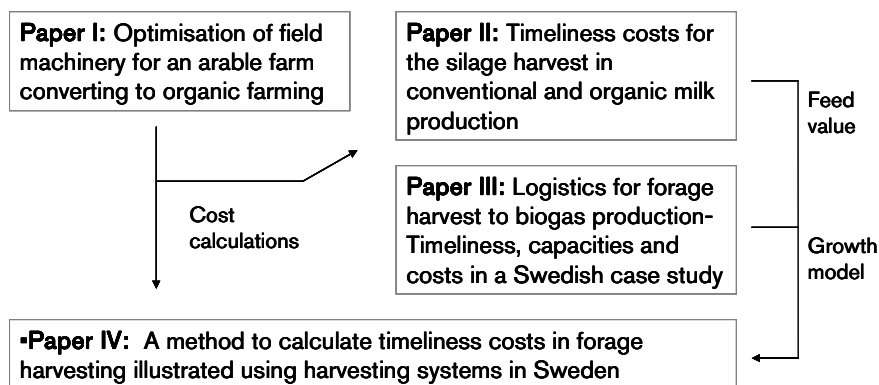 Paper I: Optimisation of field
machinery for an arable farm
converting to organic farming
Paper II: Timeliness costs for
the silage harvest in
conventional and organic milk
production
Feed
value
Paper III: Logistics for forage
harvest to biogas production-
Timeliness, capacities and
costs in a Swedish case study
Cost
calculations
Growth
model
▪Paper IV:  A method to calculate timeliness costs in forage
harvesting illustrated using harvesting systems in Sweden